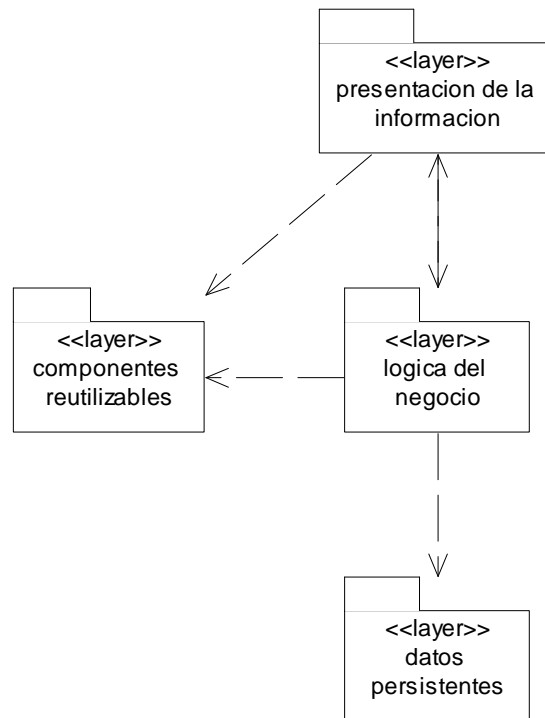 <<layer>>
presentacion de la
informacion
<<layer>>
componentes
reutilizables
<<layer>>
logica del
negocio
<<layer>>
datos
persistentes